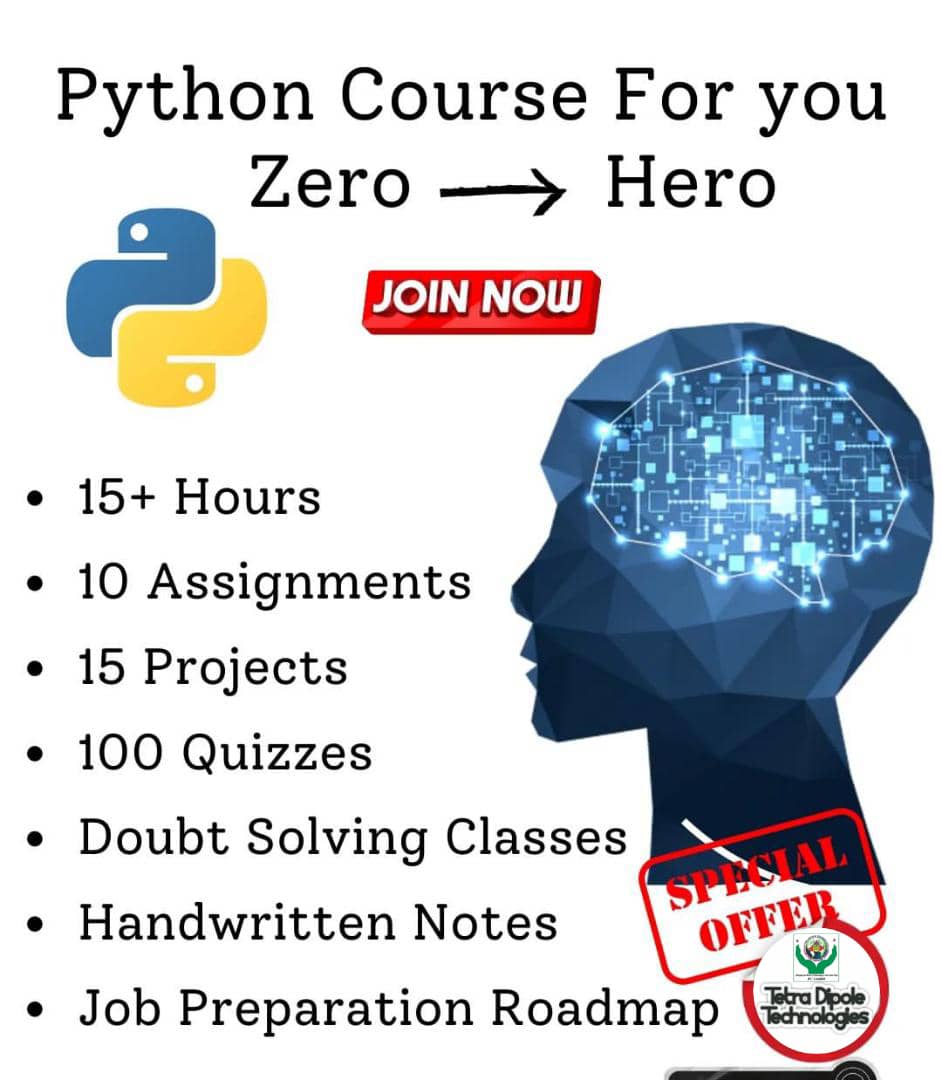 Python Course For you
Zero → Hero
JOIN NOW
• 15+ Hours
• 10 Assignments
• 15 Projects
• 100 Quizzes
• Doubt Solving Classes
• Handwritten Notes
• Job Preparation Roadmap
SPECIAL
OFFER
Tetra Dipole
Technologies